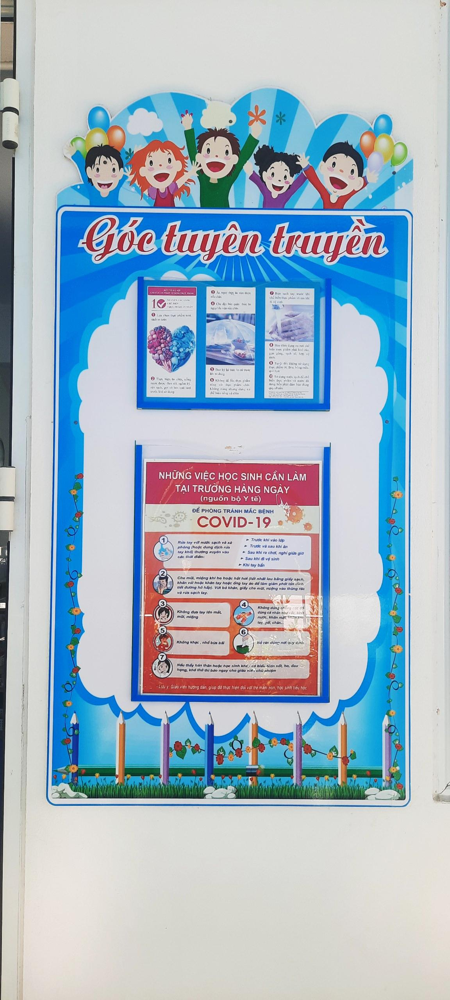 Góc tuyên truyền
SỞ Y TẾ HÀ NỘI
CHI CỤC AN TOÀN VỆ SINH THỰC PHẨM
10 NGUYÊN TẮC VÀNG
CHẾ BIẾN
THỰC PHẨM AN TOÀN
1 Lựa chọn thực phẩm tươi,
sạch an toàn.
2 Thực hiện ăn chín, uống
nước được đun sôi, ngâm kỹ,
rửa sạch, gọt vỏ hoa quả tươi
trước khi sử dụng.
3 Ăn ngay thức ăn vừa được
nấu chín.
4 Che đậy bảo quản thức ăn
ngay khi vừa nấu chín.
5 Đun kỹ lại thức ăn cũ trước
khi sử dụng.
6 Không để lẫn thực phẩm
sống với thực phẩm chín.
Không dùng chung dụng cụ
chế biến sống và chín.
7 Rửa sạch tay trước khi
chế biến thực phẩm và sau khi
đi vệ sinh
8 Bảo đảm dụng cụ nơi chế
biến thực phẩm phải khô ráo,
gọn gàng, sạch sẽ, hợp vệ
sinh.
9 Tuyệt đối không sử dụng
thực phẩm ôi, thiu, hỏng mốc,
quá hạn.
10 Sử dụng nước sạch để chế
biến thực phẩm và nước đá
dùng liền phải đảm bảo đúng
quy chuẩn.
NHỮNG VIỆC HỌC SINH CẦN LÀM
TẠI TRƯỜNG HÀNG NGÀY
(nguồn bộ Y tế)
ĐỂ PHÒNG TRÁNH MẮC BỆNH
COVID-19
1
Rửa tay với nước sạch và xà
phòng (hoặc dung dịch rửa
tay khô) thường xuyên vào
các thời điểm:
► Trước khi vào lớp
► Trước và sau khi ăn
► Sau khi ra chơi, nghỉ giữa giờ
► Sau khi đi vệ sinh
► Khi tay bẩn
2
Che mũi, miệng khi ho hoặc hắt hơi (tốt nhất lau bằng giấy sạch,
khăn vải hoặc khăn tay hoặc ống tay áo để làm giảm phát tán dịch
tiết đường hô hấp). Vứt bỏ khăn, giấy che mũi, miệng vào thùng rác
và rửa sạch tay.
3
Không đưa tay lên mắt,
mũi, miệng
4
Không dùng chung các đồ
dùng cá nhân như cốc, bình
nước, khăn mặt, khăn lau
tay, gối, chăn...
5
Không khạc , nhổ bừa bãi
6
Bỏ rác đúng nơi quy định
7
Nếu thấy bản thân hoặc học sinh khác có biểu hiện sốt, ho, đau
họng, khó thở thì báo ngay cho giáo viên chủ nhiệm
- Lưu ý: Giáo viên hướng dẫn, giúp đỡ thực hiện đối với trẻ mầm non, học sinh tiểu học